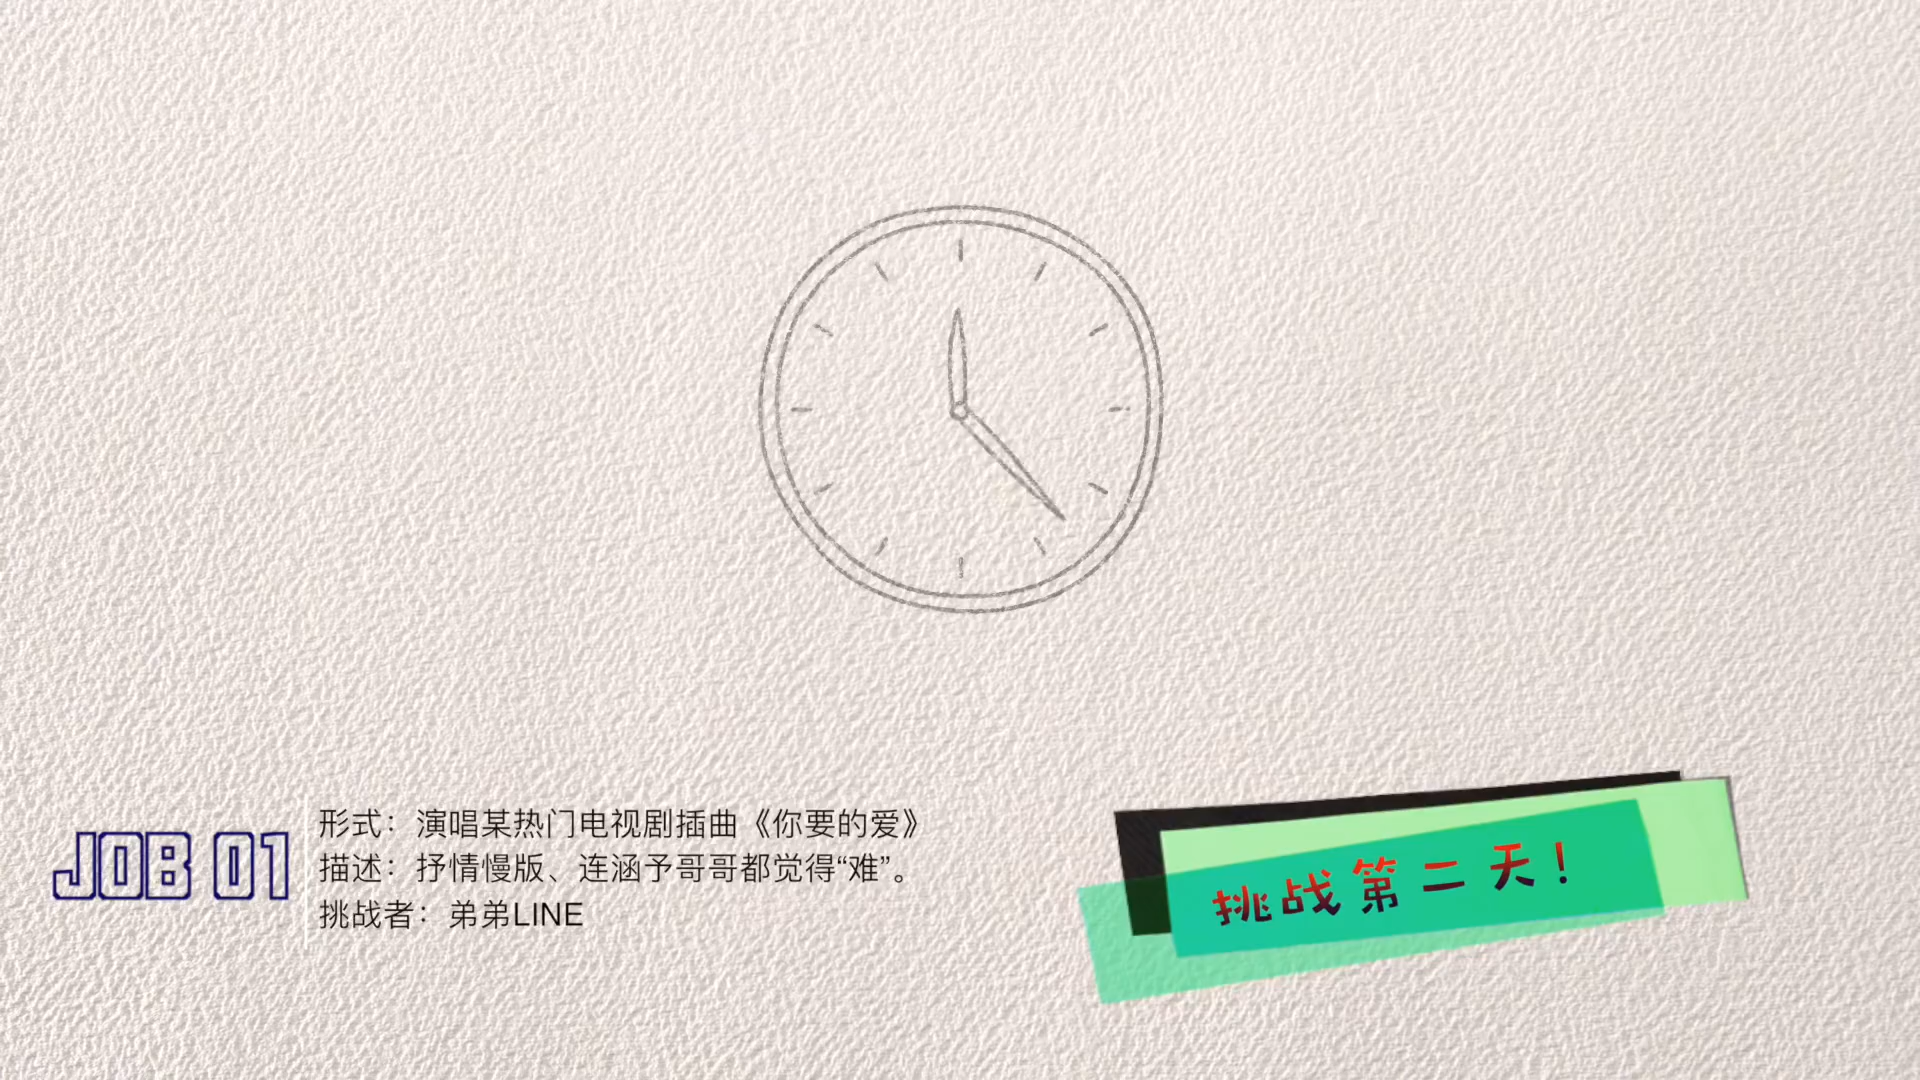 JOB 01
形式：演唱某热门电视剧插曲《你要的爱》
描述：抒情慢版、连涵予哥哥都觉得“难”。
挑战者：弟弟LINE
挑战第二天！